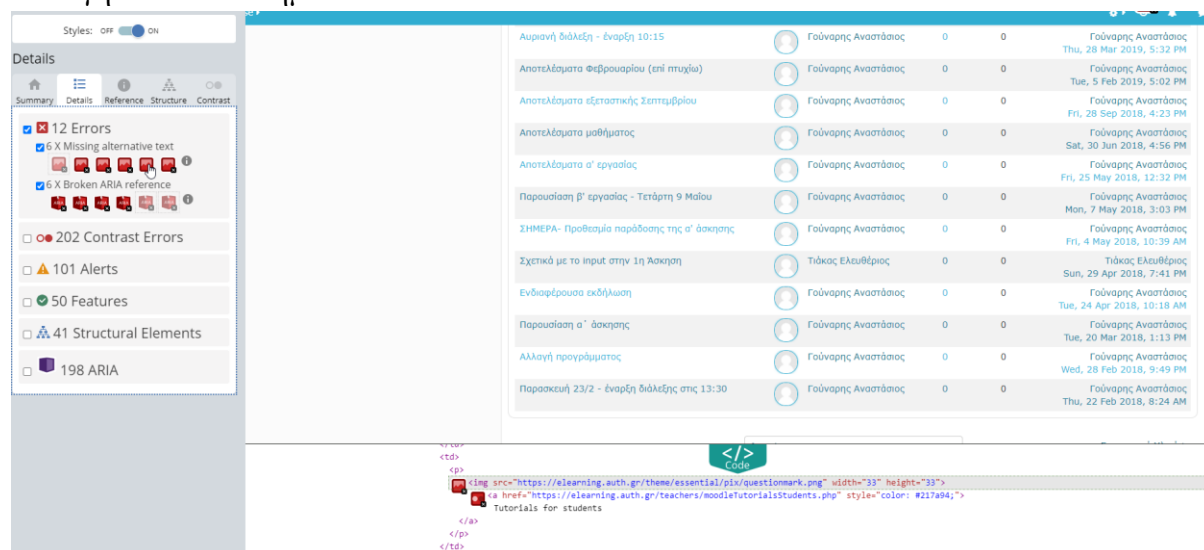 Styles: OFF ON
Details
Summary Details Reference Structure Contrast
12 Errors
6 X Missing alternative text
6 X Broken ARIA reference
202 Contrast Errors
101 Alerts
50 Features
41 Structural Elements
198 ARIA
Αυριανή διάλεξη - έναρξη 10:15 Γούναρης Αναστάσιος 0 0 Γούναρης Αναστάσιος
Thu, 28 Mar 2019, 5:32 PM
Αποτελέσματα Φεβρουαρίου (επί πτυχίω) Γούναρης Αναστάσιος 0 0 Γούναρης Αναστάσιος
Tue, 5 Feb 2019, 5:02 PM
Αποτελέσματα εξεταστικής Σεπτεμβρίου Γούναρης Αναστάσιος 0 0 Γούναρης Αναστάσιος
Fri, 28 Sep 2018, 4:23 PM
Αποτελέσματα μαθήματος Γούναρης Αναστάσιος 0 0 Γούναρης Αναστάσιος
Sat, 30 Jun 2018, 4:56 PM
Αποτελέσματα α' εργασίας Γούναρης Αναστάσιος 0 0 Γούναρης Αναστάσιος
Fri, 25 May 2018, 12:32 PM
Παρουσίαση β' εργασίας - Τετάρτη 9 Μαΐου Γούναρης Αναστάσιος 0 0 Γούναρης Αναστάσιος
Mon, 7 May 2018, 3:03 PM
ΣΗΜΕΡΑ- Προθεσμία παράδοσης της α' άσκησης Γούναρης Αναστάσιος 0 0 Γούναρης Αναστάσιος
Fri, 4 May 2018, 10:39 AM
Σχετικά με το input στην 1η Άσκηση Τιάκας Ελευθέριος 0 0 Τιάκας Ελευθέριος
Sun, 29 Apr 2018, 7:41 PM
Ενδιαφέρουσα εκδήλωση Γούναρης Αναστάσιος 0 0 Γούναρης Αναστάσιος
Tue, 24 Apr 2018, 10:18 AM
Παρουσίαση α΄ άσκησης Γούναρης Αναστάσιος 0 0 Γούναρης Αναστάσιος
Tue, 20 Mar 2018, 1:13 PM
Αλλαγή προγράμματος Γούναρης Αναστάσιος 0 0 Γούναρης Αναστάσιος
Wed, 28 Feb 2018, 9:49 PM
Παρασκευή 23/2 - έναρξη διάλεξης στις 13:30 Γούναρης Αναστάσιος 0 0 Γούναρης Αναστάσιος
Thu, 22 Feb 2018, 8:24 AM
</> 
Code
</td>
<td>
<p>
<img src="https://elearning.auth.gr/theme/essential/pix/questionmark.png" width="33" height="33">
<a href="https://elearning.auth.gr/teachers/moodleTutorialsStudents.php" style="color: #217a94;">
Tutorials for students
</a>
</p>
</td>